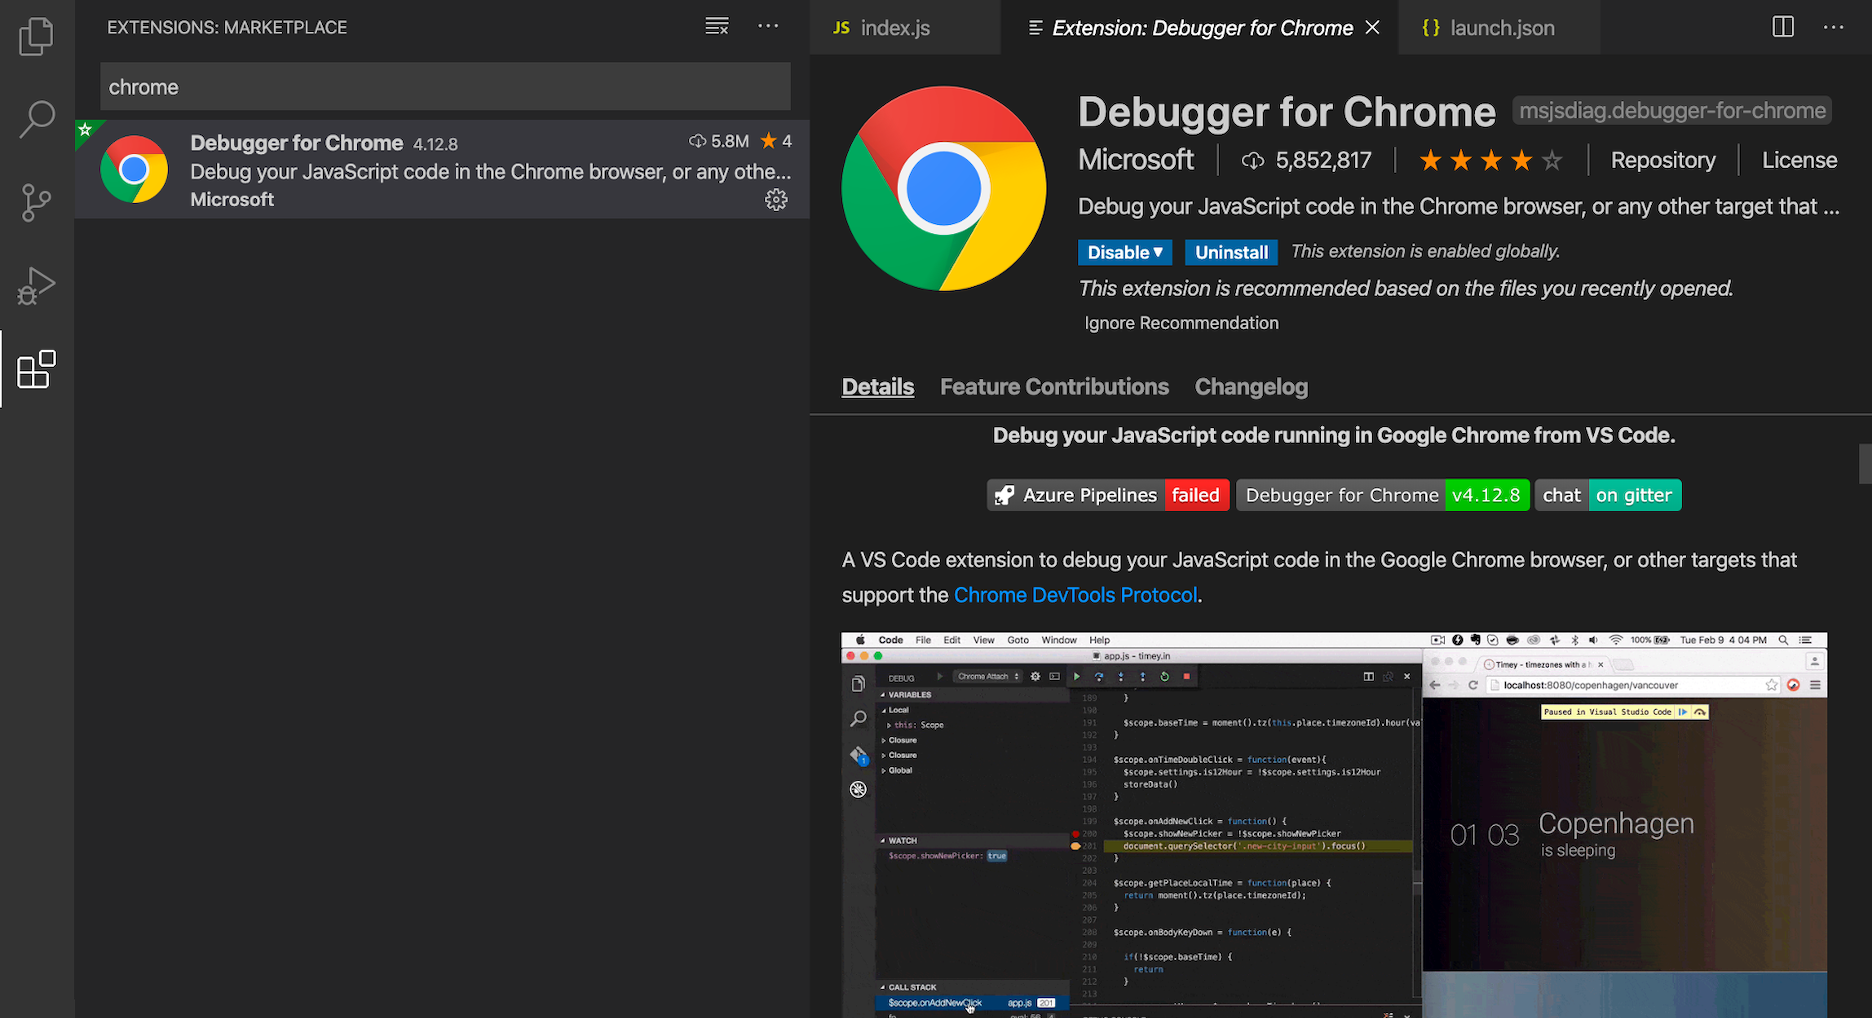 EXTENSIONS: MARKETPLACE
chrome
Debugger for Chrome 4.12.8 5.8M 4
Debug your JavaScript code in the Chrome browser, or any othe...
Microsoft
JS index.js
Extension: Debugger for Chrome
{} launch.json
Debugger for Chrome msjsdiag.debugger-for-chrome
Microsoft 5,852,817 Repository License
Debug your JavaScript code in the Chrome browser, or any other target that ...
Disable Uninstall This extension is enabled globally.
This extension is recommended based on the files you recently opened.
Ignore Recommendation
Details Feature Contributions Changelog
Debug your JavaScript code running in Google Chrome from VS Code.
Azure Pipelines failed Debugger for Chrome v4.12.8 chat on gitter
A VS Code extension to debug your JavaScript code in the Google Chrome browser, or other targets that
support the Chrome DevTools Protocol.
Code File Edit View Goto Window Help 100% Tue Feb 9 4:04 PM
app.js - timey.in
DEBUG Chrome Attach
VARIABLES
Local
this: Scope
Closure
Closure
Global
WATCH
$scope.showNewPicker: true
CALL STACK
$scope.onAddNewClick app.js 201
189 }
190
191 $scope.baseTime = moment().tz(this.place.timezoneId).hour(va
192 }
193
194 $scope.onTimeDoubleClick = function(event){
195 $scope.settings.is12Hour = !$scope.settings.is12Hour
196 storeData()
197 }
198
199 $scope.onAddNewClick = function() {
200 $scope.showNewPicker = !$scope.showNewPicker
201 document.querySelector('.new-city-input').focus()
202 }
203
204 $scope.getPlaceLocalTime = function(place) {
205 return moment().tz(place.timezoneId);
206 }
207
208 $scope.onBodyKeyDown = function(e) {
209
210 if(!$scope.baseTime) {
211 return
212 }
213
Timey - timezones with a h
localhost:8080/copenhagen/vancouver
Paused in Visual Studio Code
01 03 Copenhagen
is sleeping